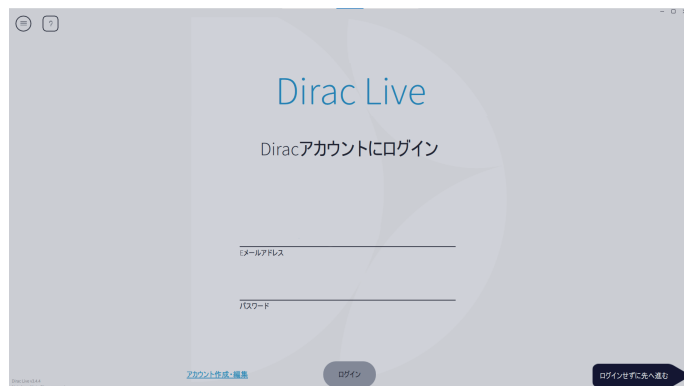 Dirac Live
Diracアカウントにログイン
Eメールアドレス
パスワード
アカウント作成・編集
ログイン
ログインせずに先へ進む